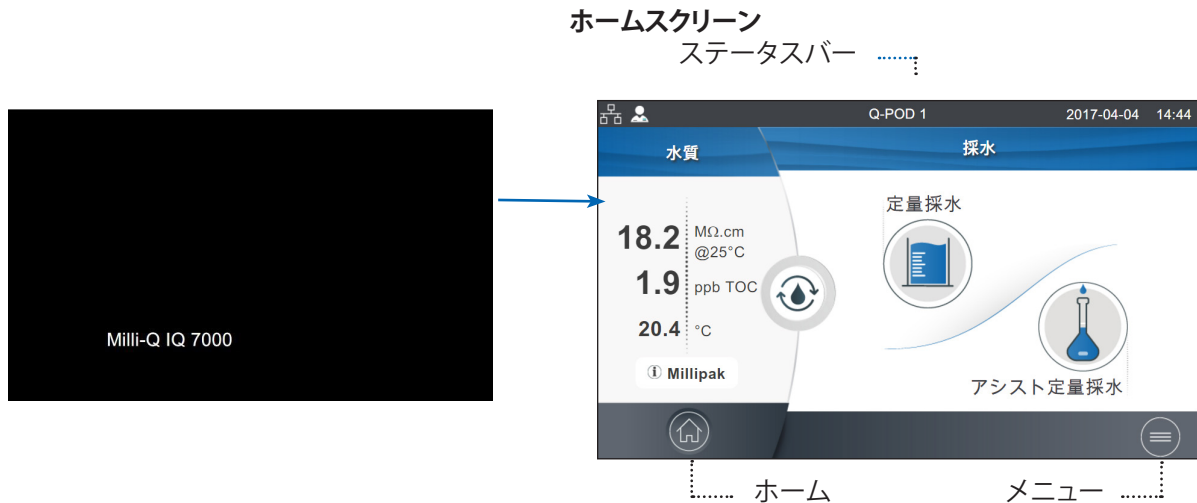 ホームスクリーン
ステータスバー
Q-POD 1 2017-04-04 14:44
水質
採水
定量採水
18.2 MΩ.cm
@25°C
1.9 ppb TOC
20.4 °C
i Millipak
アシスト定量採水
Milli-Q IQ 7000
ホーム
メニュー